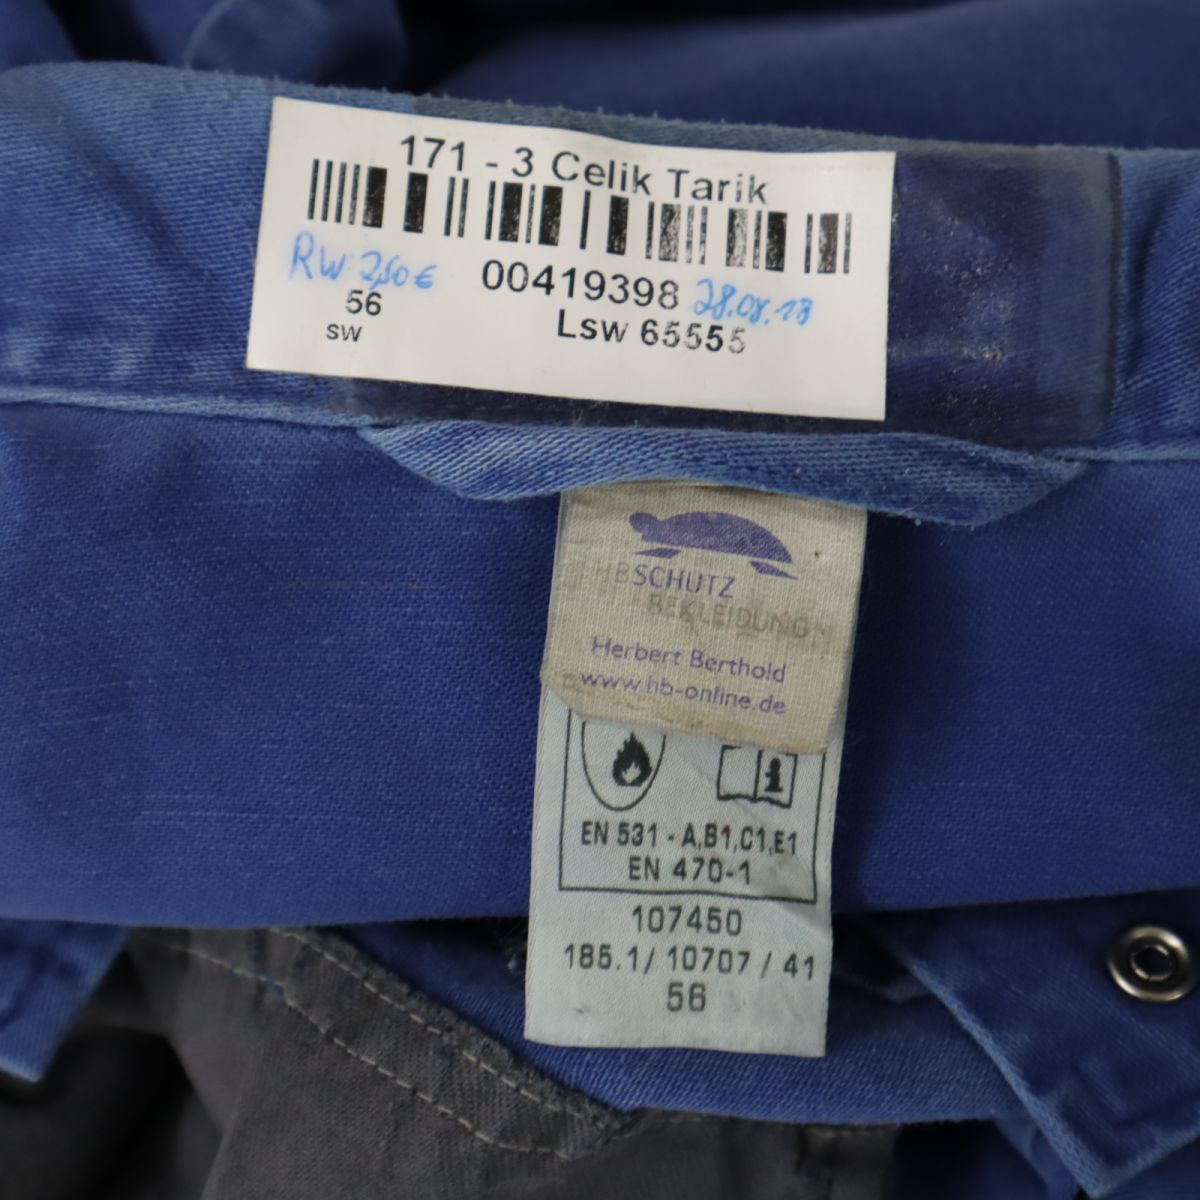 171 - 3 Celik Tarik
RW: 2,50 € 00419398 28.08.18
56 Lsw 65555
sw
HBSCHUTZ
BEKLEIDUNG
Herbert Berthold
www.hb-online.de
EN 531 - A,B1,C1,E1
EN 470-1
107450
185.1/ 10707 / 41
56